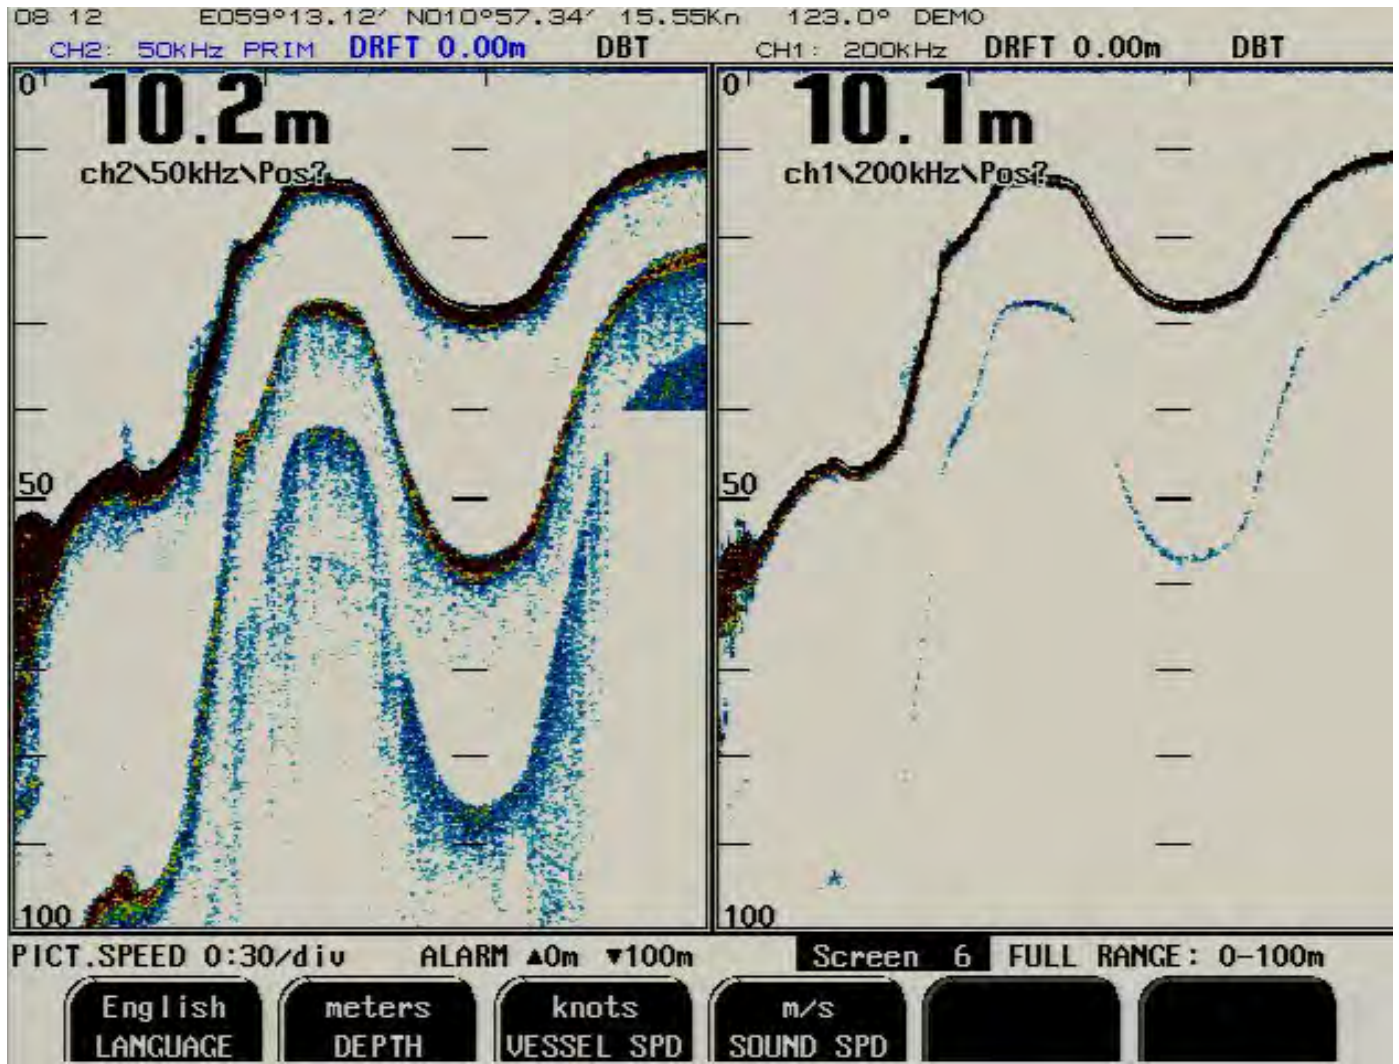 08 12 E059°13.12' N010°57.34' 15.55Kn 123.0° DEMO
CH2: 50kHz PRIM DRFT 0.00m DBT CH1: 200kHz DRFT 0.00m DBT
0 10.2m
ch2\50kHz\Pos?
50
100
0 10.1m
ch1\200kHz\Pos?
50
100
PICT.SPEED 0:30/div ALARM ▲0m ▼100m Screen 6 FULL RANGE: 0-100m
English meters knots m/s
LANGUAGE DEPTH VESSEL SPD SOUND SPD